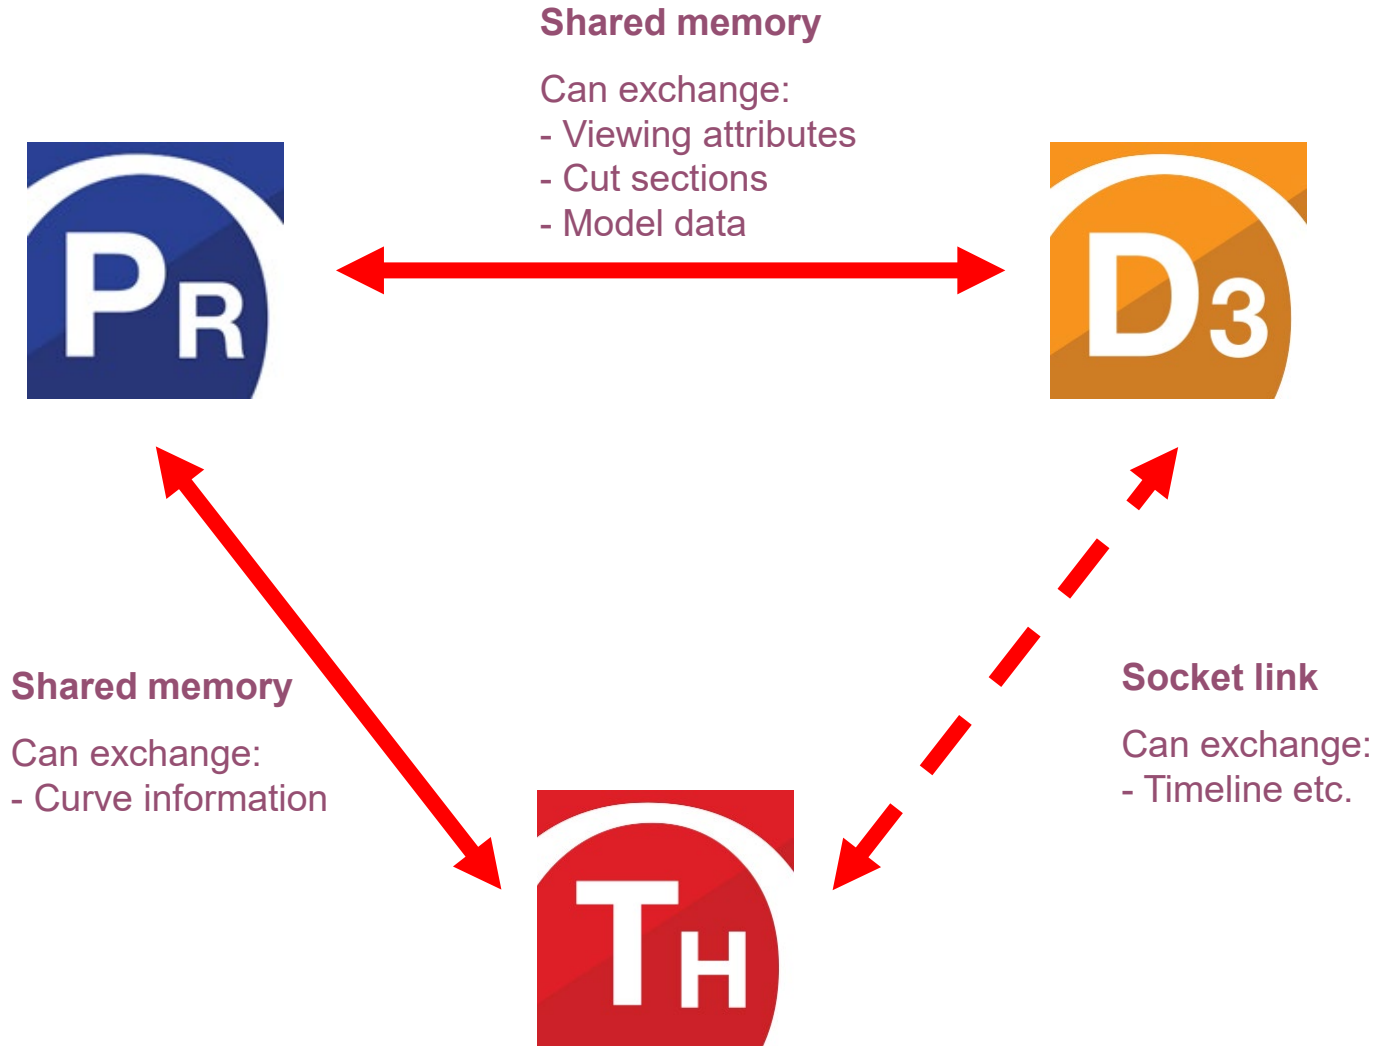 Shared memory
Can exchange:
- Viewing attributes
- Cut sections
- Model data
PR
D3
Shared memory
Can exchange:
- Curve information
Socket link
Can exchange:
- Timeline etc.
TH